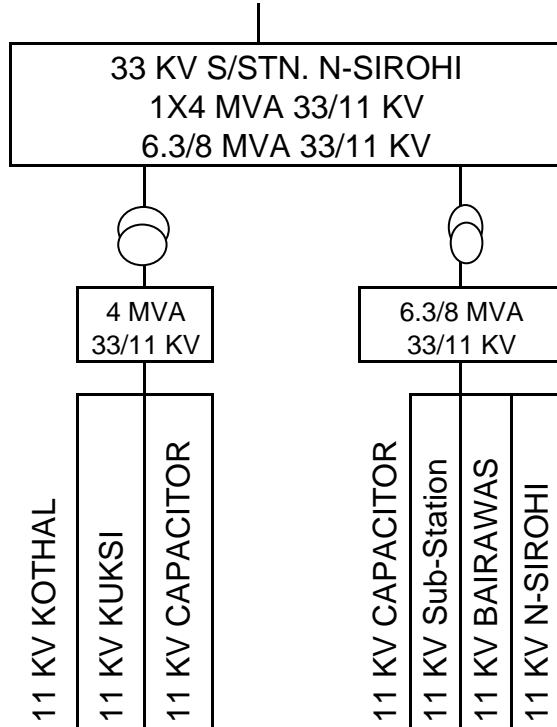 33 KV S/STN. N-SIROHI
1X4 MVA 33/11 KV
6.3/8 MVA 33/11 KV
4 MVA
33/11 KV
6.3/8 MVA
33/11 KV
11 KV KOTHAL
11 KV KUKSI
11 KV CAPACITOR
11 KV CAPACITOR
11 KV Sub-Station
11 KV BAIRAWAS
11 KV N-SIROHI